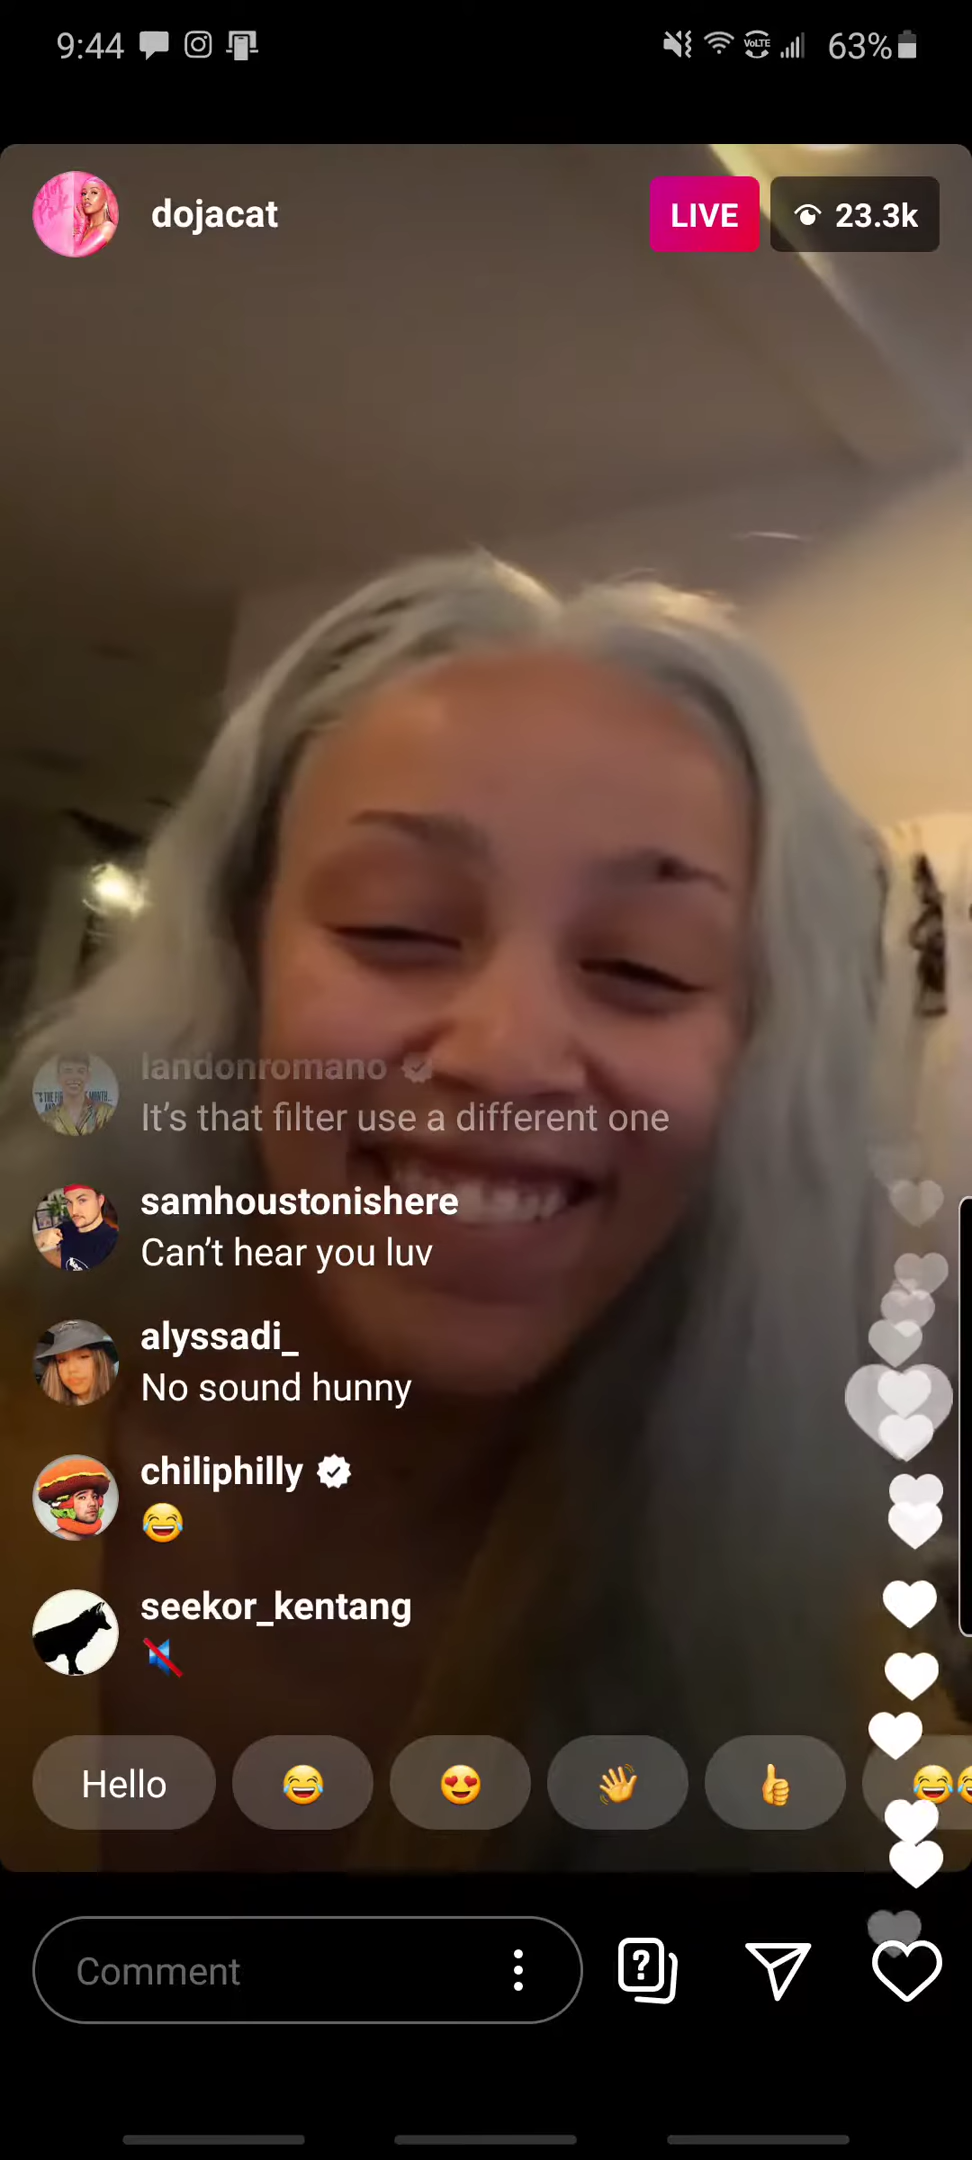 9:44
VoLTE
63%
dojacat
LIVE
23.3k
landonromano
It’s that filter use a different one
samhoustonishere
Can’t hear you luv
alyssadi_
No sound hunny
chiliphilly
😂
seekor_kentang
🔇
Hello 😂 😍 👋 👍 😂
Comment